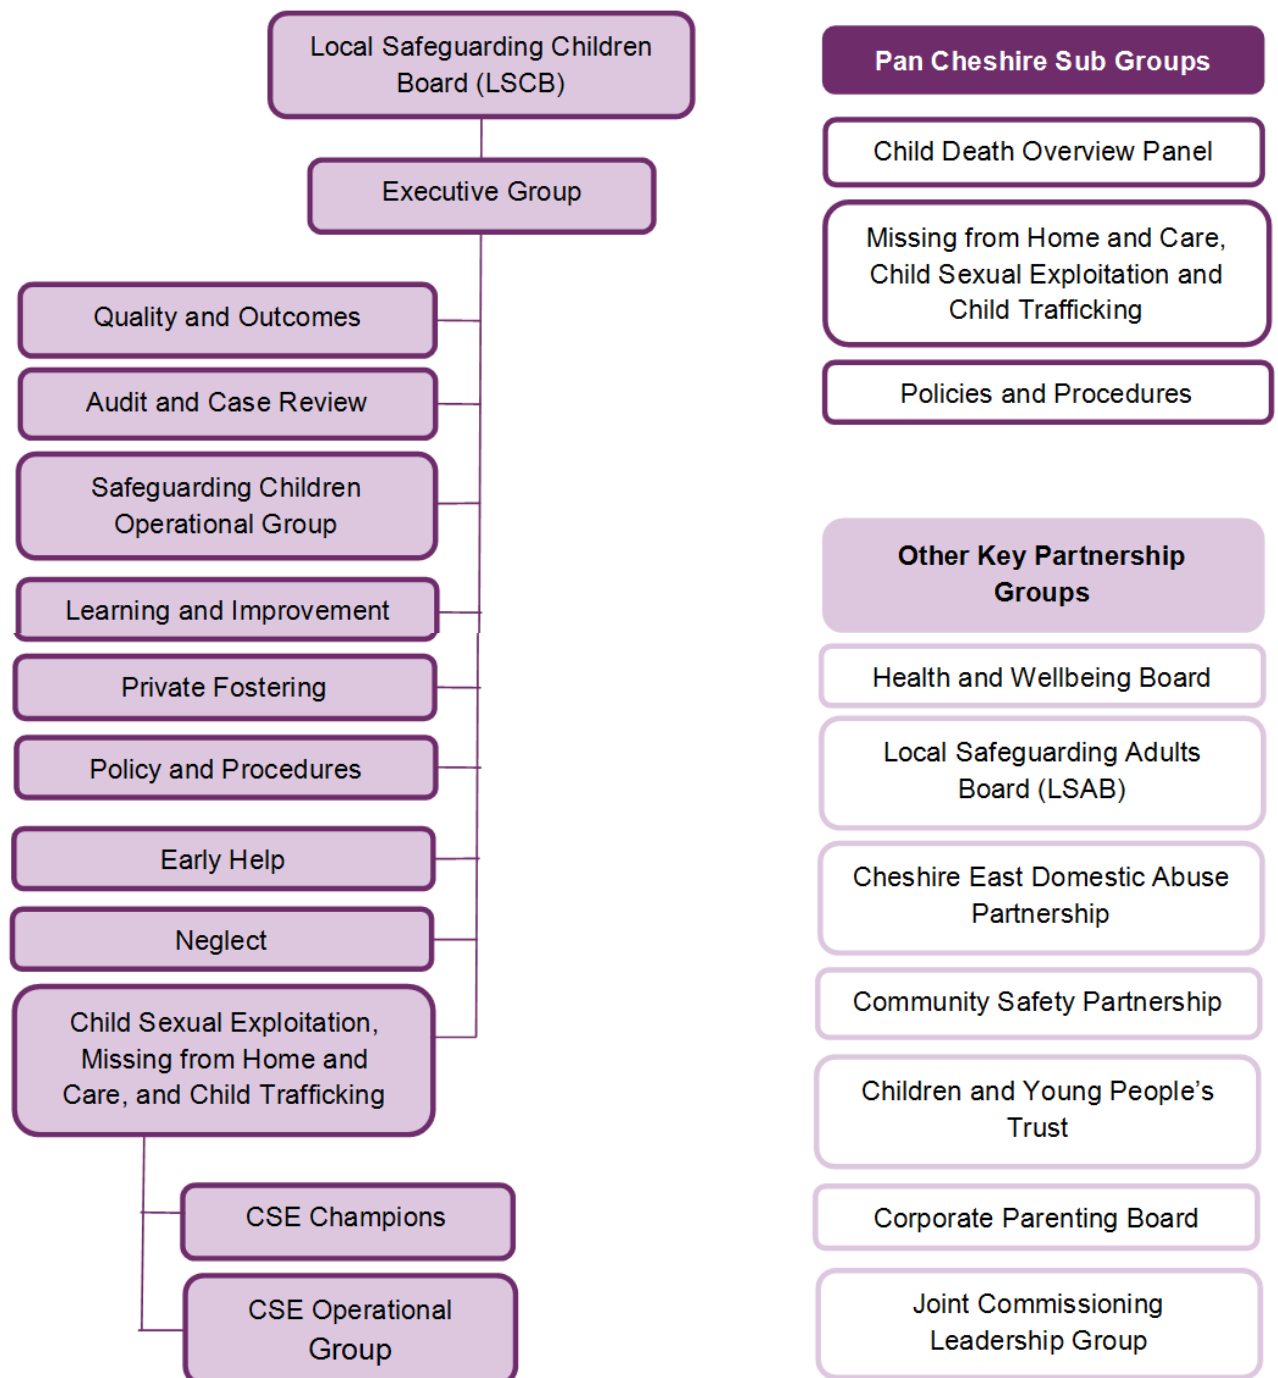 Local Safeguarding Children
Board (LSCB)
Executive Group
Quality and Outcomes
Audit and Case Review
Safeguarding Children
Operational Group
Learning and Improvement
Private Fostering
Policy and Procedures
Early Help
Neglect
Child Sexual Exploitation,
Missing from Home and
Care, and Child Trafficking
CSE Champions
CSE Operational
Group
Pan Cheshire Sub Groups
Child Death Overview Panel
Missing from Home and Care,
Child Sexual Exploitation and
Child Trafficking
Policies and Procedures
Other Key Partnership
Groups
Health and Wellbeing Board
Local Safeguarding Adults
Board (LSAB)
Cheshire East Domestic Abuse
Partnership
Community Safety Partnership
Children and Young People’s
Trust
Corporate Parenting Board
Joint Commissioning
Leadership Group